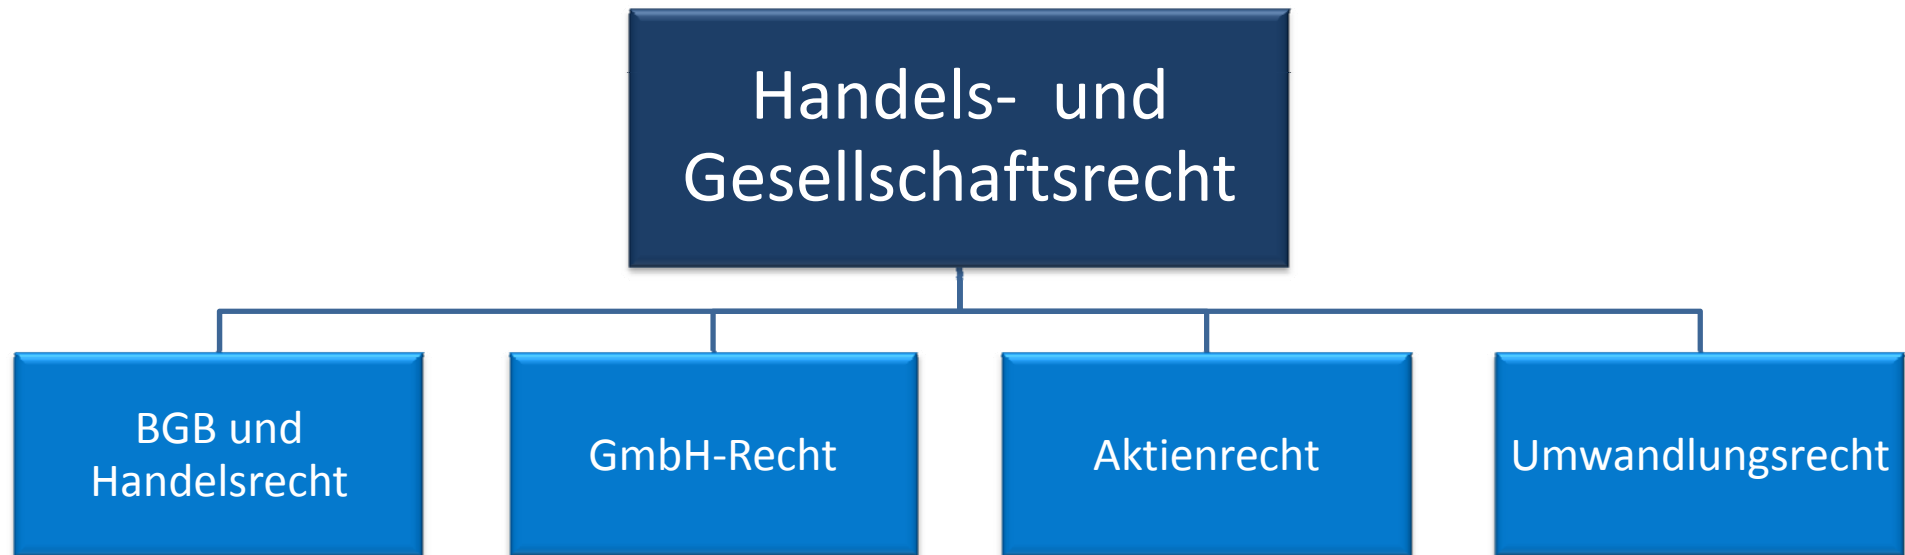 Handels- und
Gesellschaftsrecht
BGB und
Handelsrecht
GmbH-Recht
Aktienrecht
Umwandlungsrecht